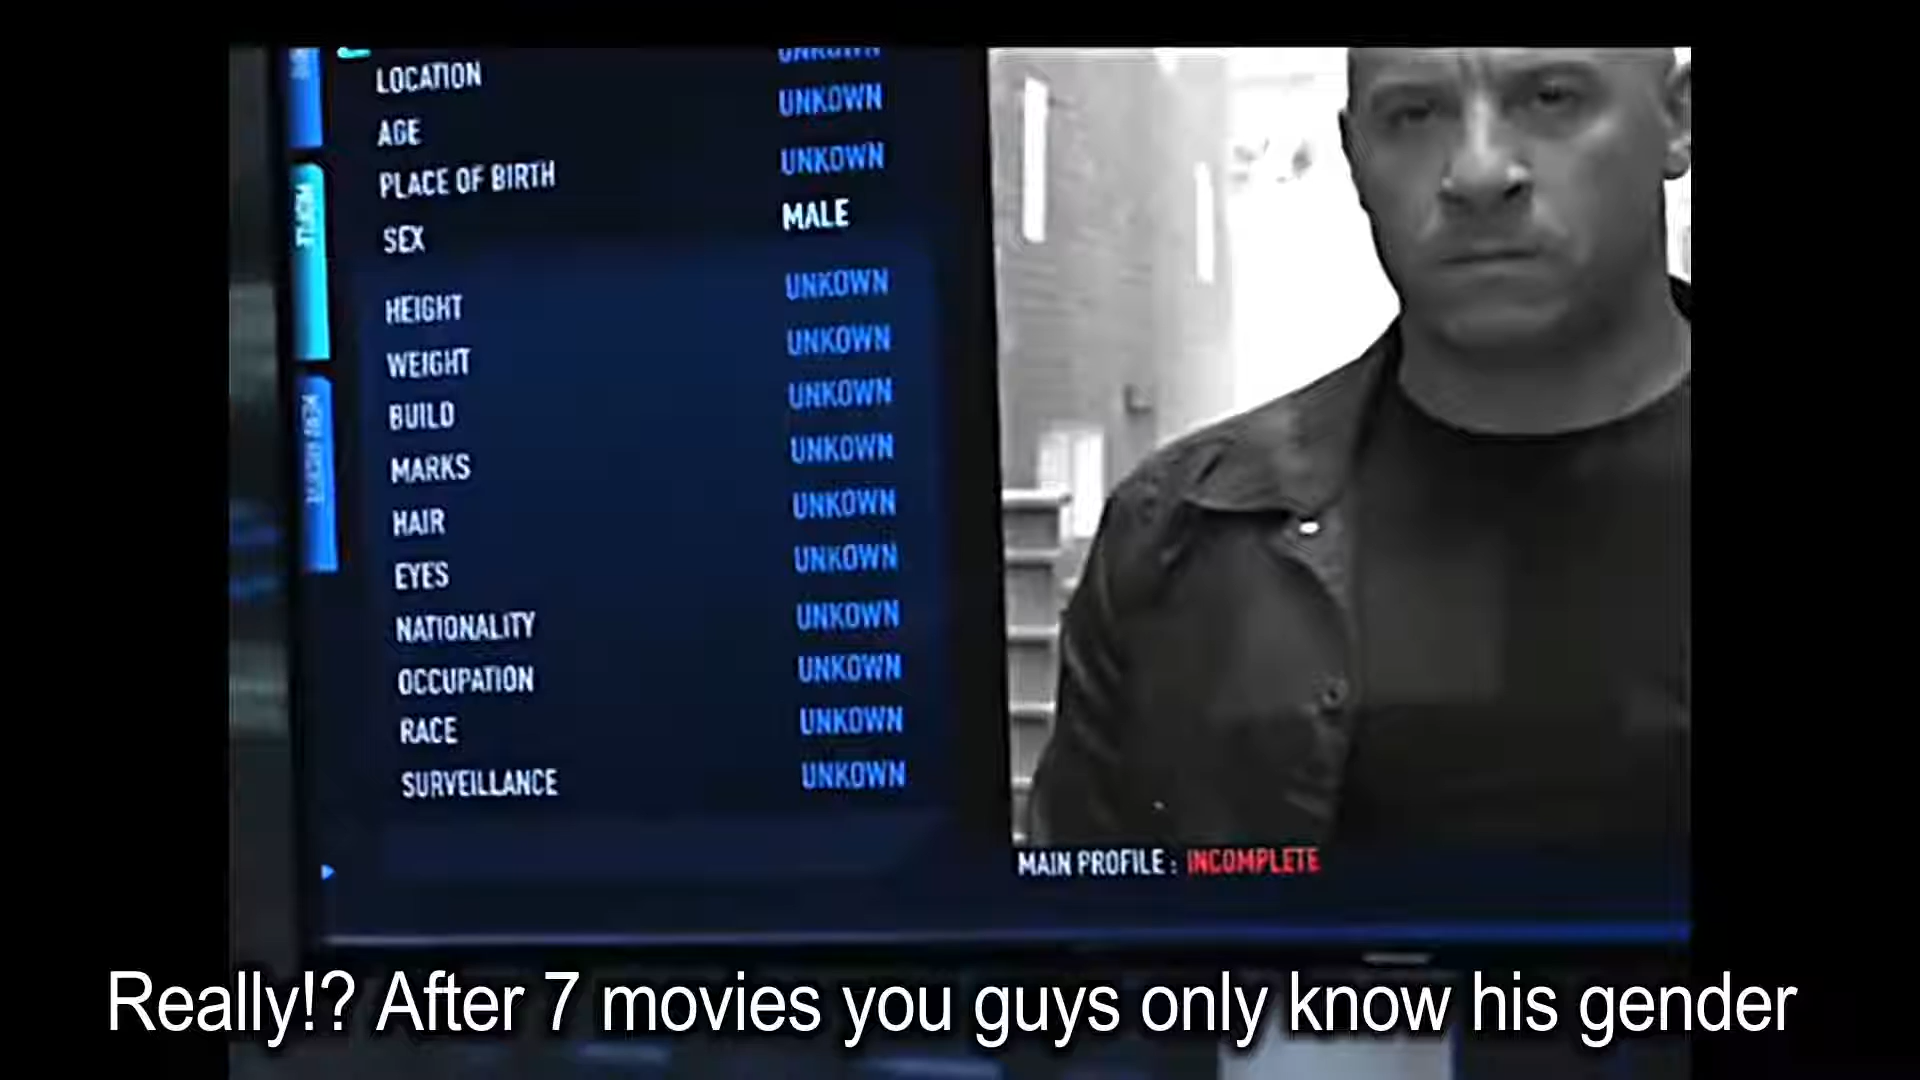 UNKOWN
LOCATION UNKOWN
AGE UNKOWN
PLACE OF BIRTH
SEX MALE
HEIGHT UNKOWN
WEIGHT UNKOWN
BUILD UNKOWN
MARKS UNKOWN
HAIR UNKOWN
EYES UNKOWN
NATIONALITY UNKOWN
OCCUPATION UNKOWN
RACE UNKOWN
SURVEILLANCE UNKOWN
MAIN PROFILE : INCOMPLETE
Really!? After 7 movies you guys only know his gender